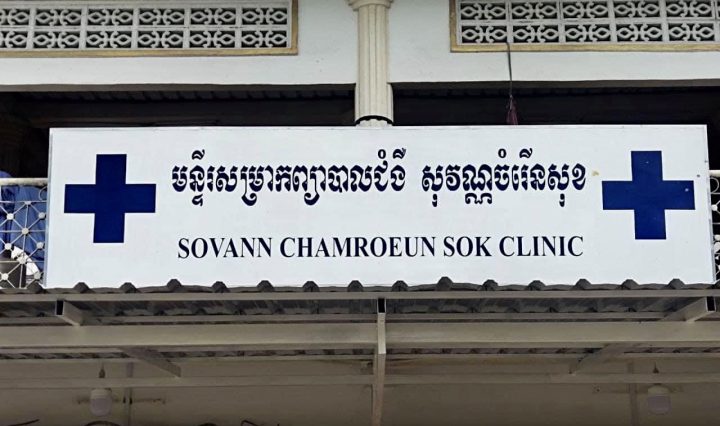 មន្ទីរសម្រាកព្យាបាលជំងឺ សុវណ្ណចំរើនសុខ
SOVANN CHAMROEUN SOK CLINIC